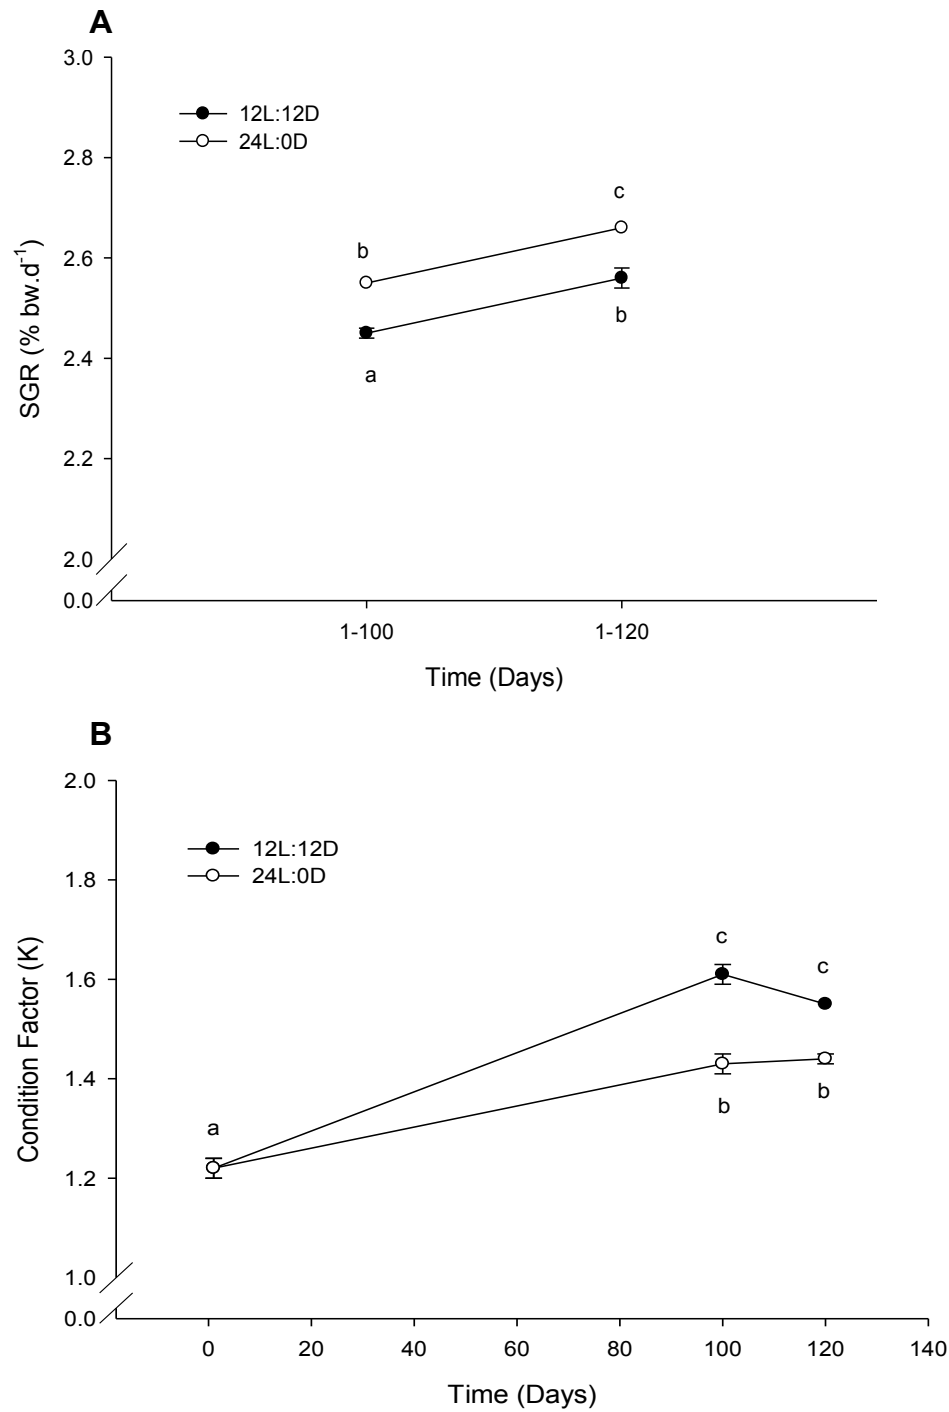 A
3.0
12L:12D
24L:0D
2.8
c
b
2.6
b
SGR (% bw.d-1)
2.4
a
2.2
2.0
0.0
1-100 1-120
Time (Days)
B
2.0
12L:12D
24L:0D
1.8
c
c
1.6
Condition Factor (K)
1.4
b b
a
1.2
1.0
0.0
0 20 40 60 80 100 120 140
Time (Days)